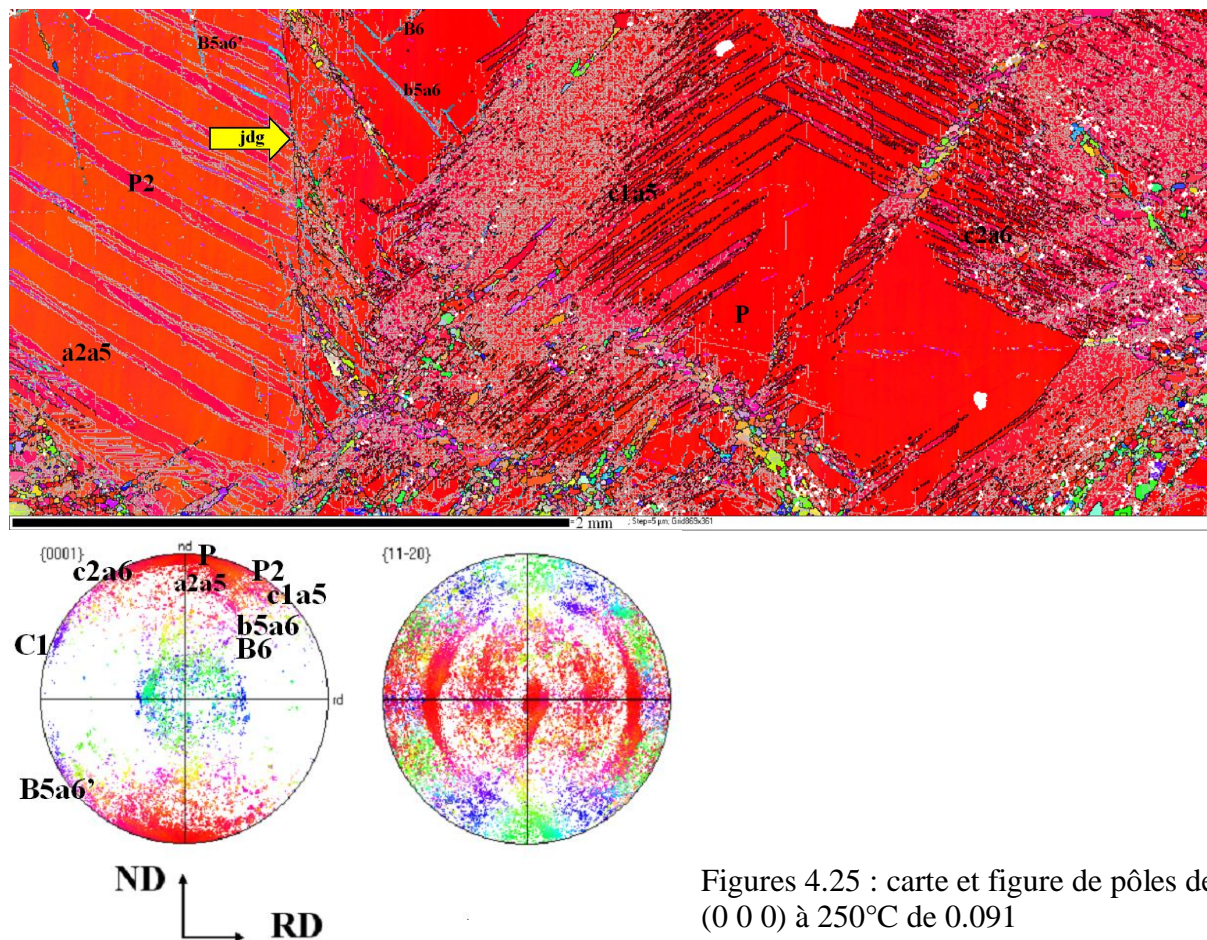 B6
B5a6’
b5a6
jdg
P2
c1a5
c2a6
P
a2a5
=2 mm ; Step=5 µm; Grid869x361
{0001} nd P {11-20}
c2a6 a2a5 P2
c1a5
b5a6
C1 B6
rd
B5a6’
ND
RD
Figures 4.25 : carte et figure de pôles de
(0 0 0) à 250°C de 0.091